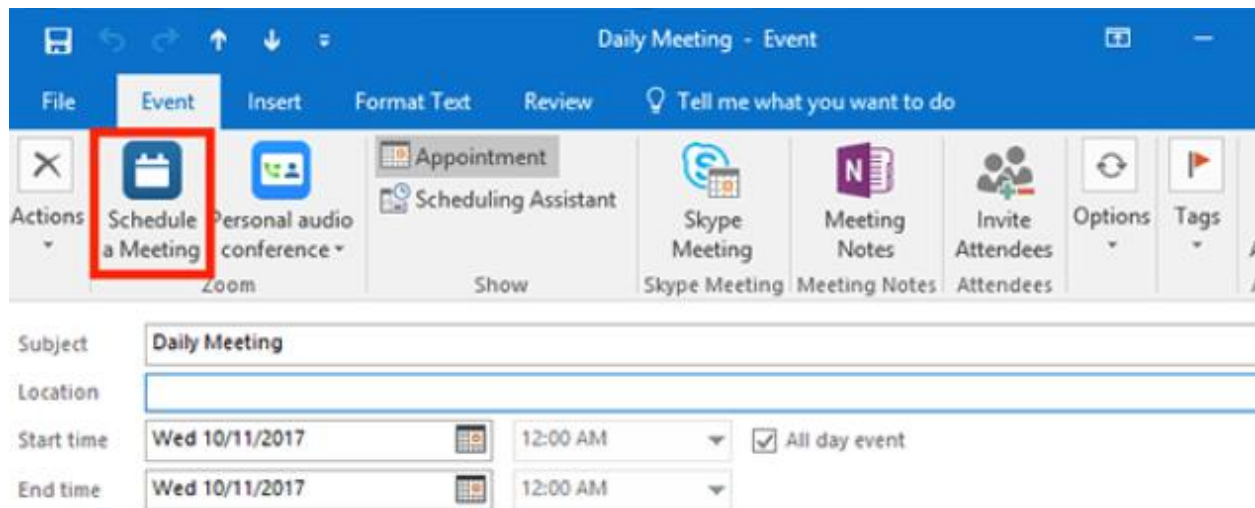 Daily Meeting - Event
File Event Insert Format Text Review Tell me what you want to do
Actions
Schedule
a Meeting
Personal audio
conference
Zoom
Appointment
Scheduling Assistant
Show
Skype
Meeting
Skype Meeting
Meeting
Notes
Meeting Notes
Invite
Attendees
Attendees
Options
Tags
Subject Daily Meeting
Location
Start time Wed 10/11/2017 12:00 AM All day event
End time Wed 10/11/2017 12:00 AM